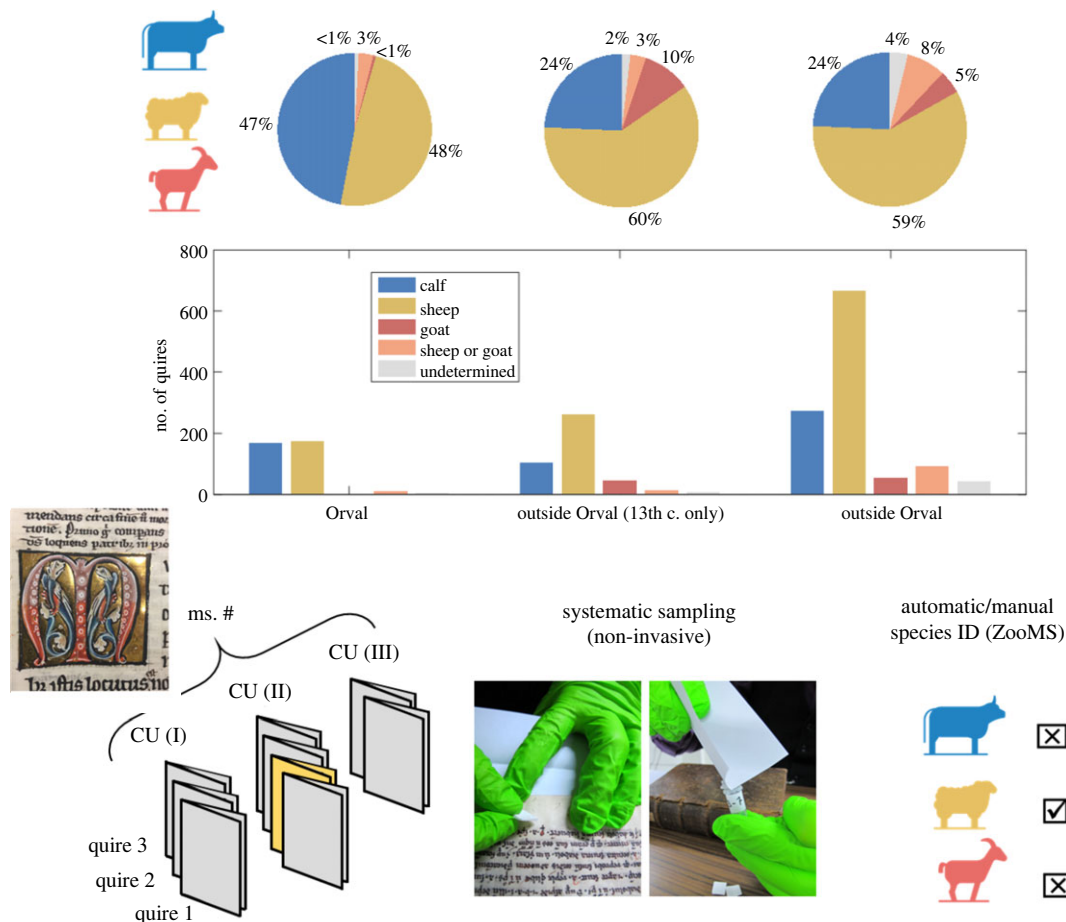 <1% 3% <1%
47%
48%
2% 3%
24% 10%
60%
4% 8%
24% 5%
59%
800
600
400
200
0
no. of quires
calf
sheep
goat
sheep or goat
undetermined
Orval
outside Orval (13th c. only)
outside Orval
ms. #
CU (III)
CU (II)
CU (I)
quire 3
quire 2
quire 1
systematic sampling
(non-invasive)
automatic/manual
species ID (ZooMS)